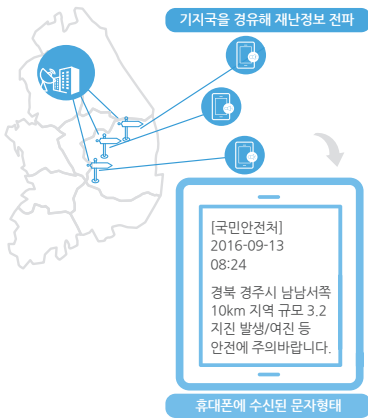 기지국을 경유해 재난정보 전파
[국민안전처]
2016-09-13
08:24
경북 경주시 남남서쪽
10km 지역 규모 3.2
지진 발생/여진 등
안전에 주의바랍니다.
휴대폰에 수신된 문자형태